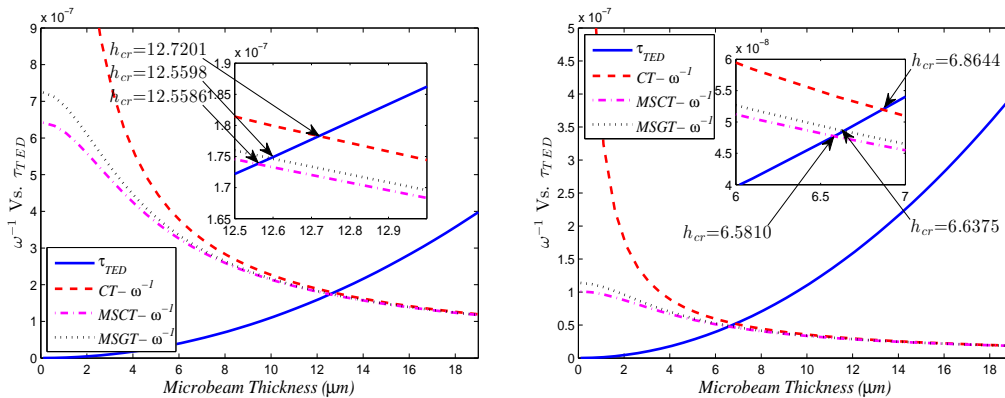 x 10⁻⁷
9
8
7
6
5
4
3
2
1
0
ω⁻¹ Vs. τ_TED
0 2 4 6 8 10 12 14 16 18
Microbeam Thickness (μm)
h_cr=12.7201
h_cr=12.5598
h_cr=12.5586
x 10⁻⁷
1.9
1.85
1.8
1.75
1.7
1.65
12.5 12.6 12.7 12.8 12.9
τ_TED
CT– ω⁻¹
MSCT– ω⁻¹
MSGT– ω⁻¹
x 10⁻⁷
5
4.5
4
3.5
3
2.5
2
1.5
1
0.5
0
ω⁻¹ Vs. τ_TED
0 2 4 6 8 10 12 14 16 18
Microbeam Thickness (μm)
τ_TED
CT– ω⁻¹
MSCT– ω⁻¹
MSGT– ω⁻¹
x 10⁻⁸
6
5
4
6 6.5 7
h_cr=6.8644
h_cr=6.5810
h_cr=6.6375